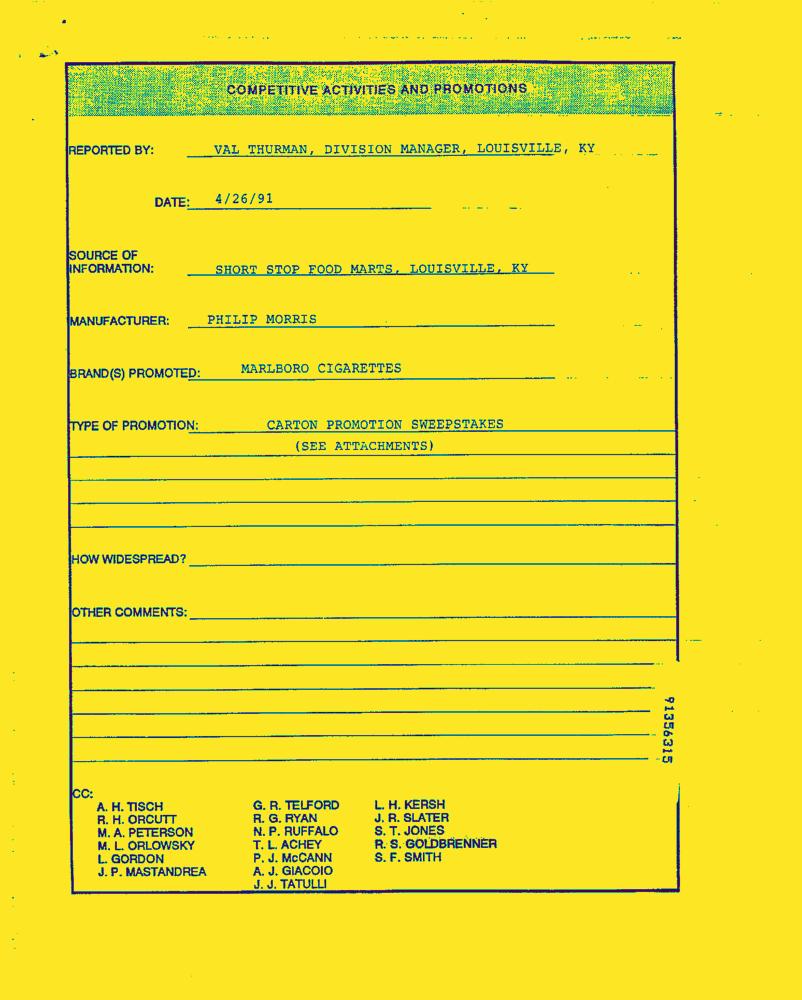 COMPETITIVE ACTIVITIES AND PROMOTIONS
REPORTED BY: VAL THURMAN, DIVISION MANAGER, LOUISVILLE, KY
DATE: 4/26/91
SOURCE OF
INFORMATION: SHORT STOP FOOD MARTS, LOUISVILLE, KY
MANUFACTURER: PHILIP MORRIS
BRAND(S) PROMOTED: MARLBORO CIGARETTES
TYPE OF PROMOTION: CARTON PROMOTION SWEEPSTAKES
(SEE ATTACHMENTS)
HOW WIDESPREAD?
OTHER COMMENTS:
91356315
CC:
A. H. TISCH G. R. TELFORD L. H. KERSH
R. H. ORCUTT R. G. RYAN J. R. SLATER
M. A. PETERSON N. P. RUFFALO S. T. JONES
M. L. ORLOWSKY T. L. ACHEY R. S. GOLDBRENNER
L. GORDON P. J. McCANN S. F. SMITH
J. P. MASTANDREA A. J. GIACOIO
J. J. TATULLI